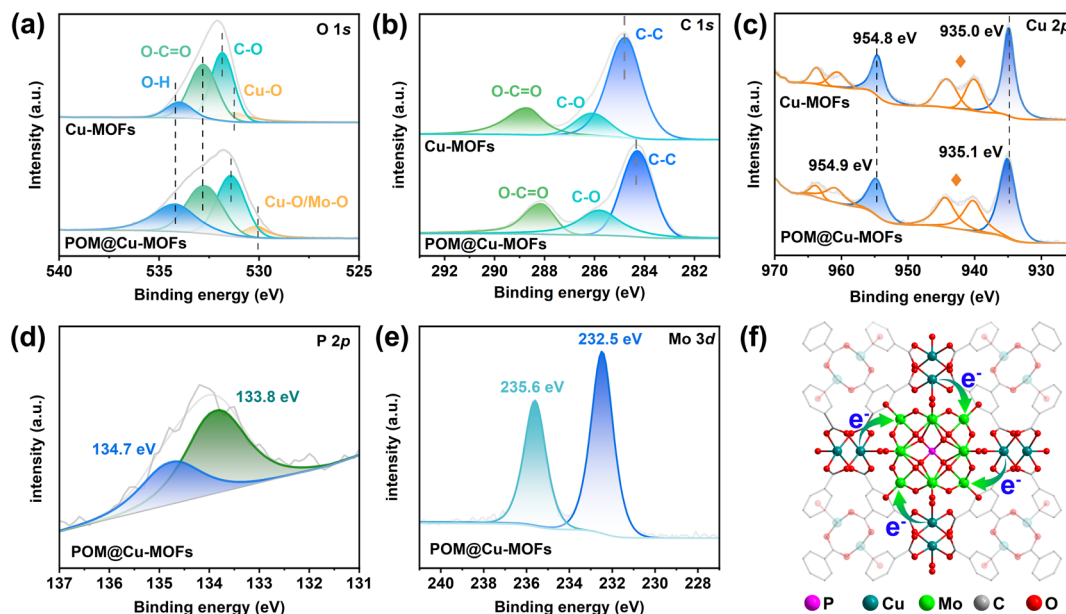 (a)
O 1s
O-C=O
C-O
O-H
Cu-O
Cu-MOFs
Cu-O/Mo-O
POM@Cu-MOFs
Intensity (a.u.)
540 535 530 525
Binding energy (eV)
(b)
C 1s
C-C
O-C=O
C-O
Cu-MOFs
C-C
O-C=O
C-O
POM@Cu-MOFs
intensity (a.u.)
292 290 288 286 284 282
Binding energy (eV)
(c)
Cu 2p
954.8 eV
935.0 eV
Cu-MOFs
954.9 eV
935.1 eV
POM@Cu-MOFs
Intensity (a.u.)
970 960 950 940 930
Binding energy (eV)
(d)
P 2p
133.8 eV
134.7 eV
POM@Cu-MOFs
intensity (a.u.)
137 136 135 134 133 132 131
Binding energy (eV)
(e)
Mo 3d
232.5 eV
235.6 eV
POM@Cu-MOFs
intensity (a.u.)
240 238 236 234 232 230 228
Binding energy (eV)
(f)
e-
e-
e-
e-
P Cu Mo C O